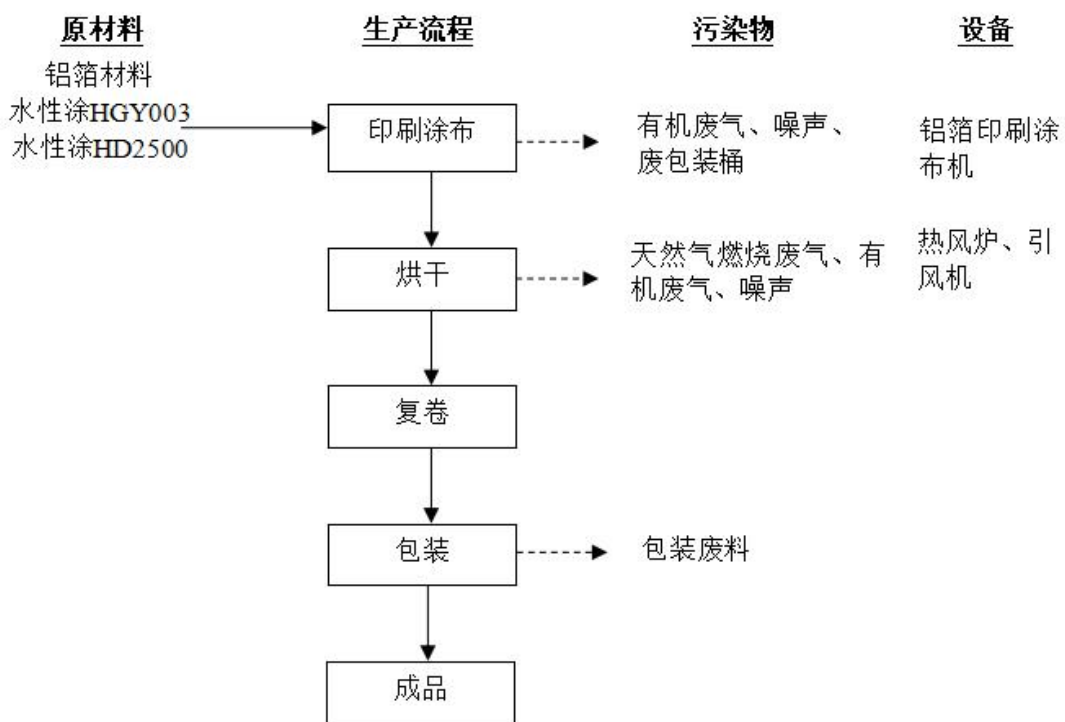 原材料
生产流程
污染物
设备
铝箔材料
水性涂HGY003
水性涂HD2500
印刷涂布
有机废气、噪声、
废包装桶
铝箔印刷涂
布机
烘干
天然气燃烧废气、有
机废气、噪声
热风炉、引
风机
复卷
包装
包装废料
成品